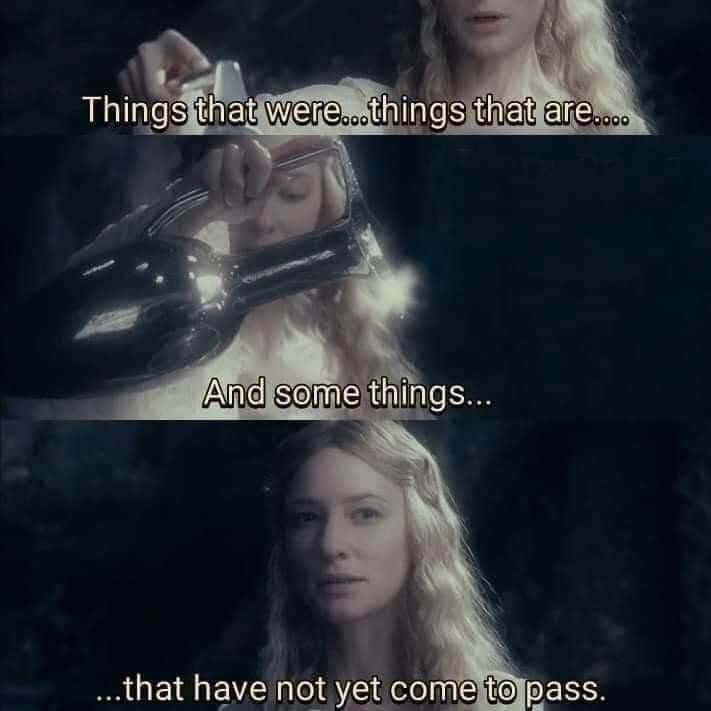 Things that were...things that are....
And some things...
...that have not yet come to pass.